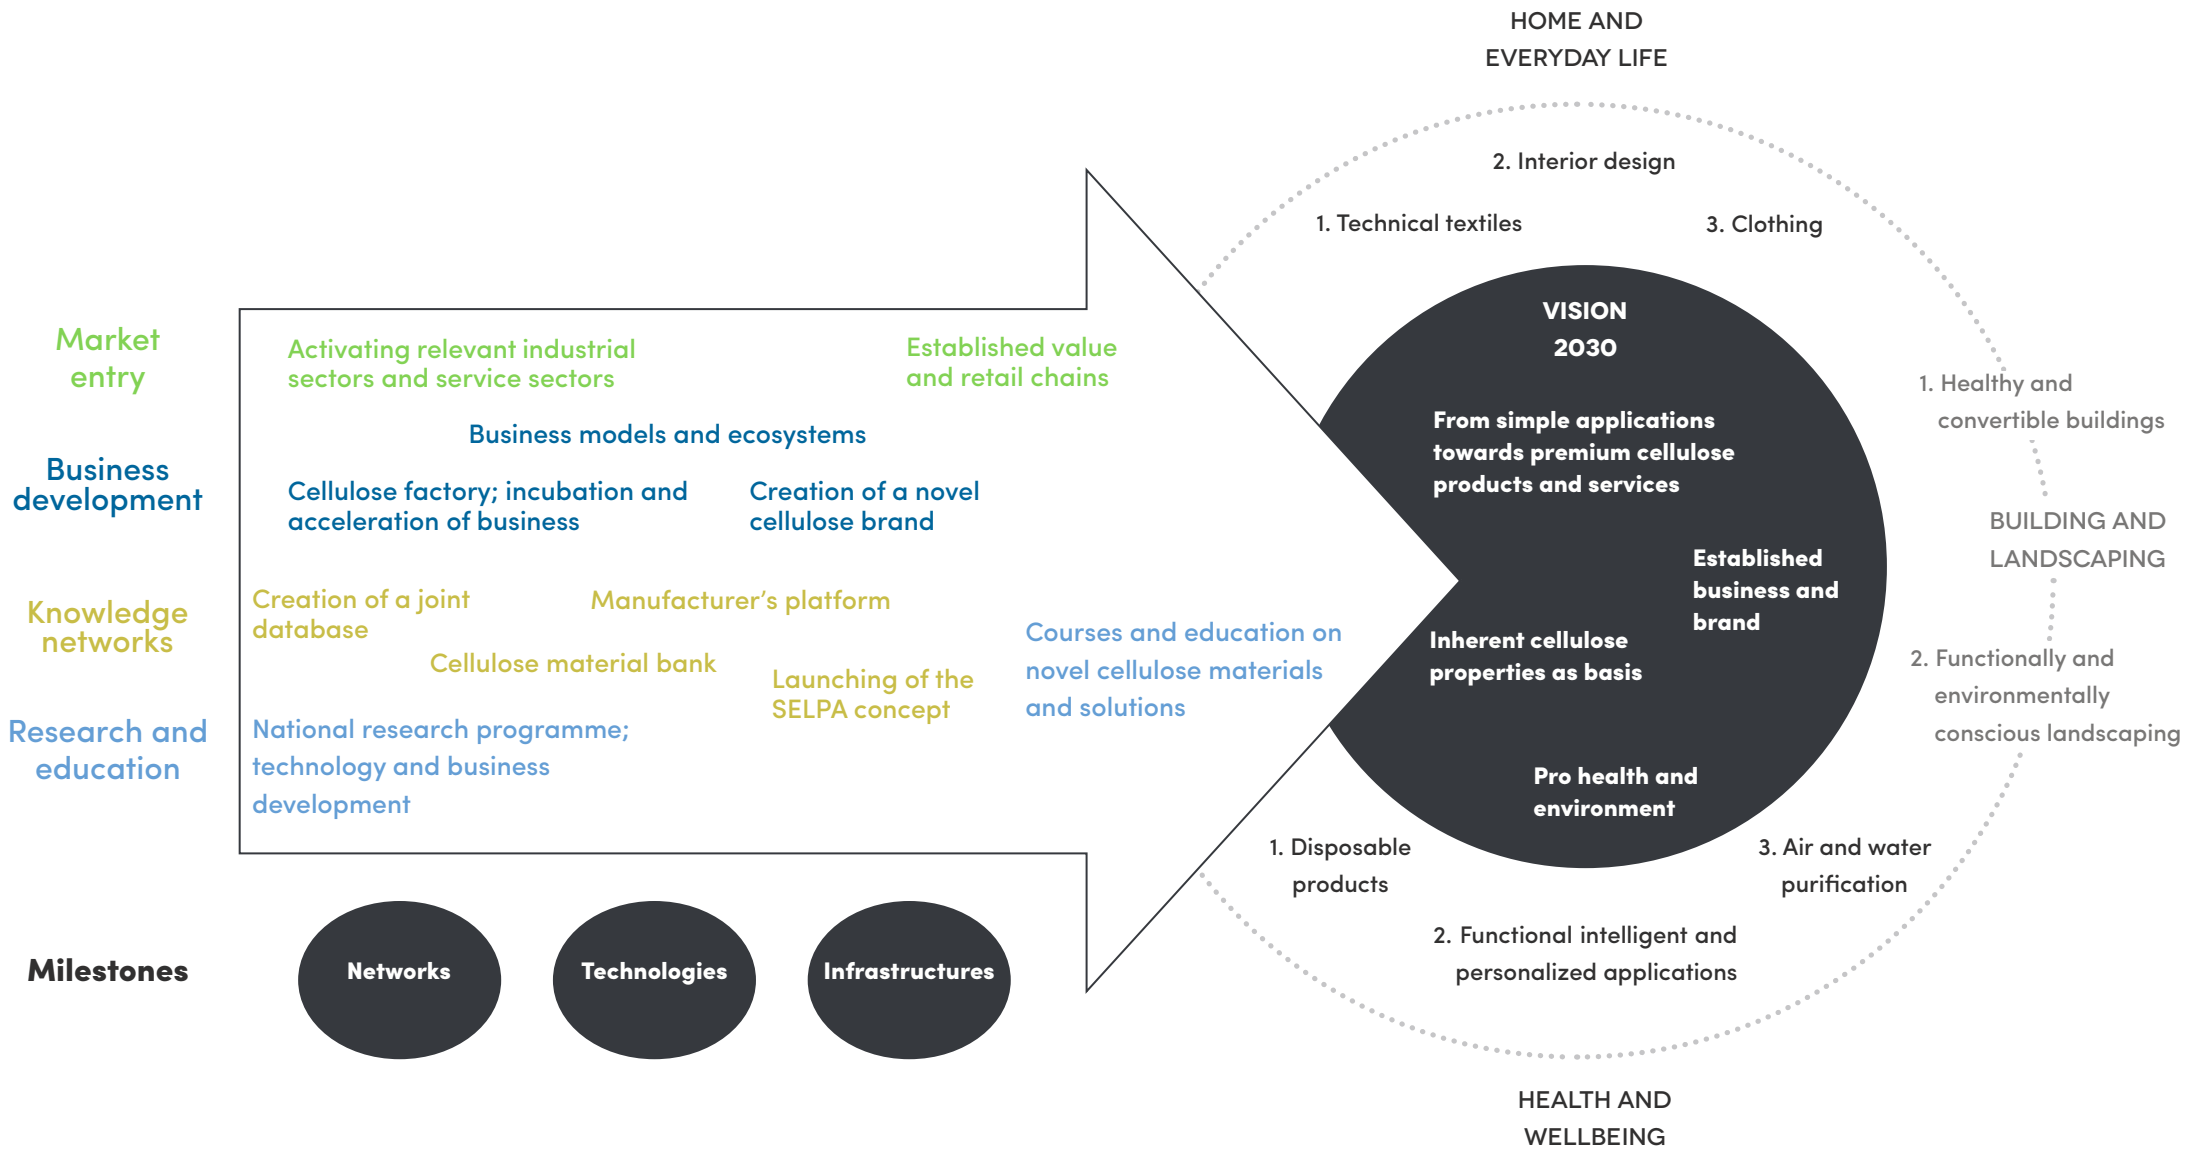 HOME AND
EVERYDAY LIFE
2. Interior design
1. Technical textiles
3. Clothing
Market
entry
Activating relevant industrial
sectors and service sectors
Established value
and retail chains
Business models and ecosystems
Business
development
Cellulose factory; incubation and
acceleration of business
Creation of a novel
cellulose brand
Knowledge
networks
Creation of a joint
database
Manufacturer’s platform
Cellulose material bank
Launching of the
SELPA concept
Courses and education on
novel cellulose materials
and solutions
Research and
education
National research programme;
technology and business
development
Milestones
Networks
Technologies
Infrastructures
VISION
2030
From simple applications
towards premium cellulose
products and services
Established
business and
brand
Inherent cellulose
properties as basis
Pro health and
environment
1. Healthy and
convertible buildings
BUILDING AND
LANDSCAPING
2. Functionally and
environmentally
conscious landscaping
1. Disposable
products
3. Air and water
purification
2. Functional intelligent and
personalized applications
HEALTH AND
WELLBEING